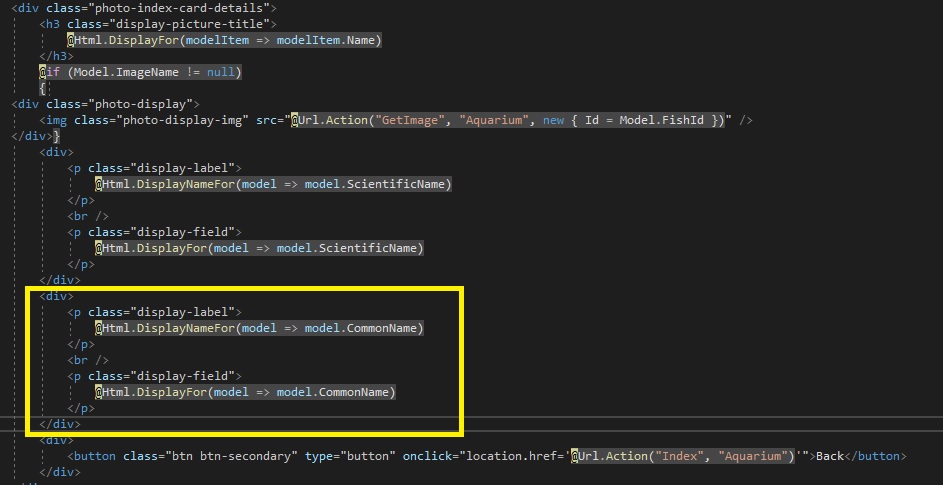 <div class="photo-index-card-details">
<h3 class="display-picture-title">
@Html.DisplayFor(modelItem => modelItem.Name)
</h3>
@if (Model.ImageName != null)
{
<div class="photo-display">
<img class="photo-display-img" src="@Url.Action("GetImage", "Aquarium", new { Id = Model.FishId })" />
</div>}
<div>
<p class="display-label">
@Html.DisplayNameFor(model => model.ScientificName)
</p>
<br />
<p class="display-field">
@Html.DisplayFor(model => model.ScientificName)
</p>
</div>
<div>
<p class="display-label">
@Html.DisplayNameFor(model => model.CommonName)
</p>
<br />
<p class="display-field">
@Html.DisplayFor(model => model.CommonName)
</p>
</div>
<div>
<button class="btn btn-secondary" type="button" onclick="location.href='@Url.Action("Index", "Aquarium")'">Back</button>
</div>